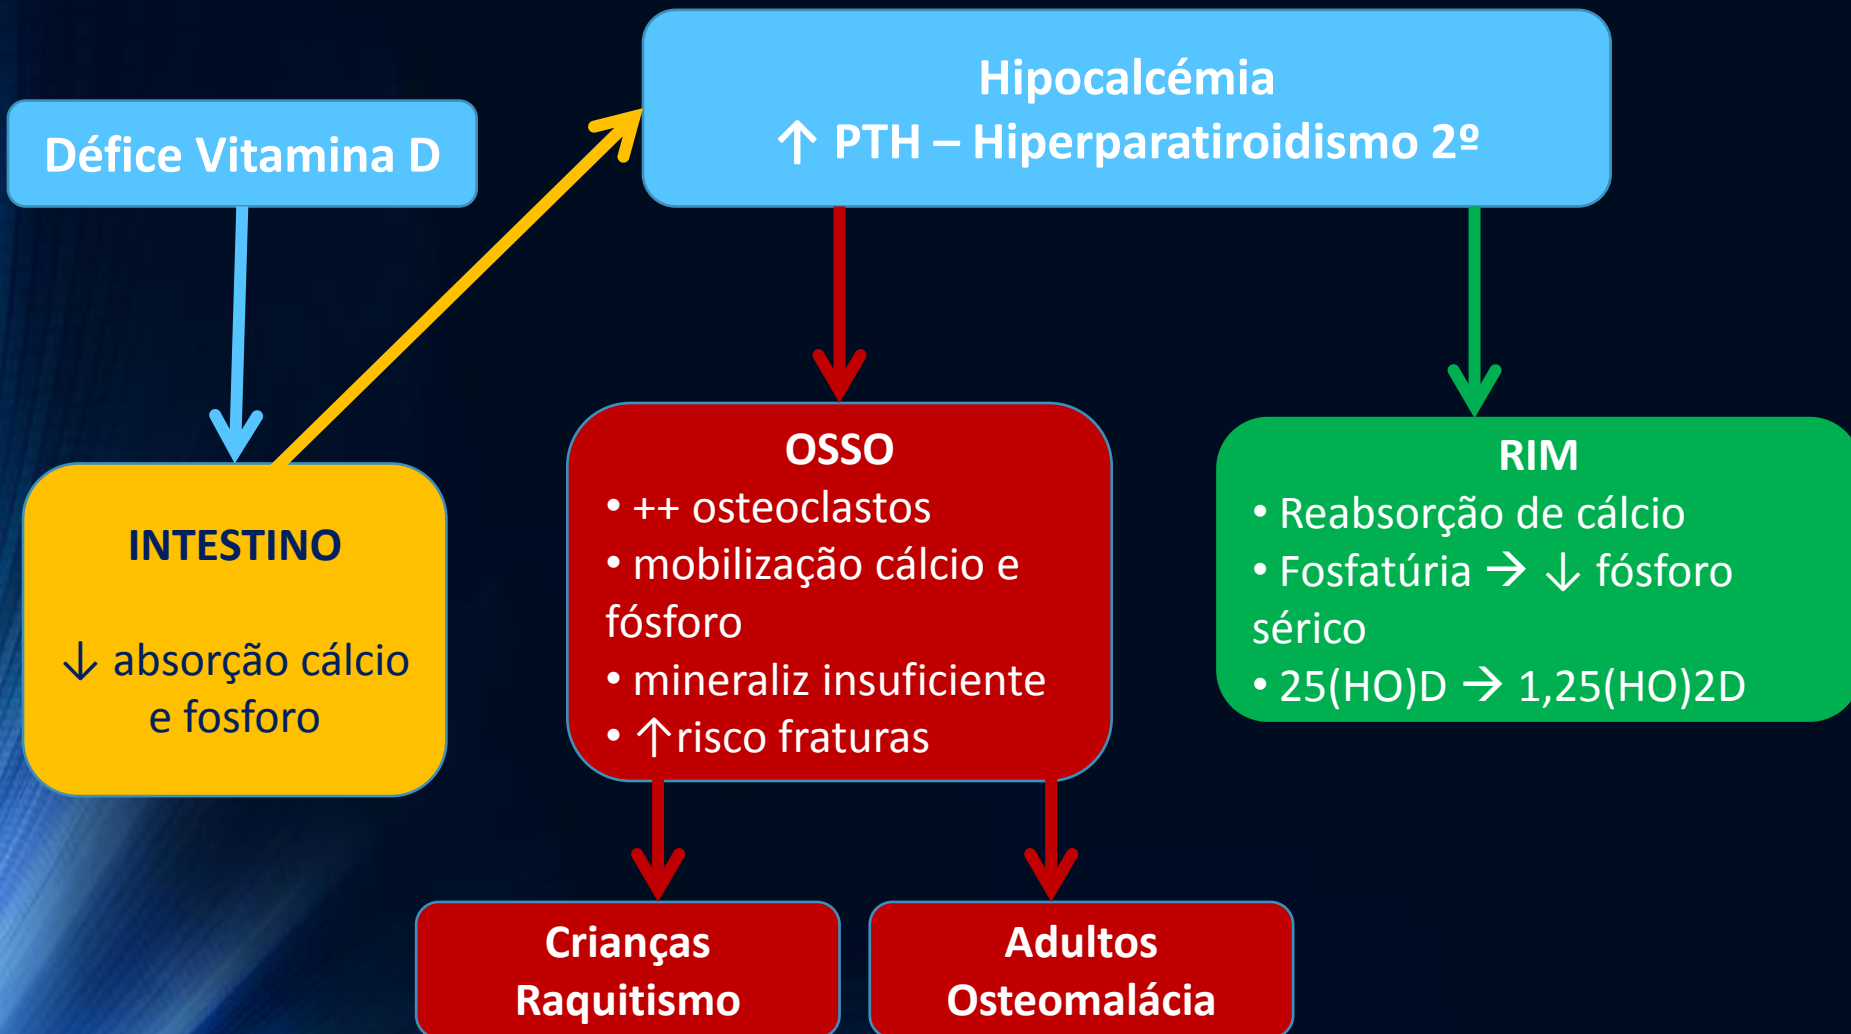 Défice Vitamina D
Hipocalcémia
↑ PTH – Hiperparatiroidismo 2º
INTESTINO
↓ absorção cálcio
e fosforo
OSSO
• ++ osteoclastos
• mobilização cálcio e
fósforo
• mineraliz insuficiente
• ↑risco fraturas
RIM
• Reabsorção de cálcio
• Fosfatúria → ↓ fósforo
sérico
• 25(HO)D → 1,25(HO)2D
Crianças
Raquitismo
Adultos
Osteomalácia